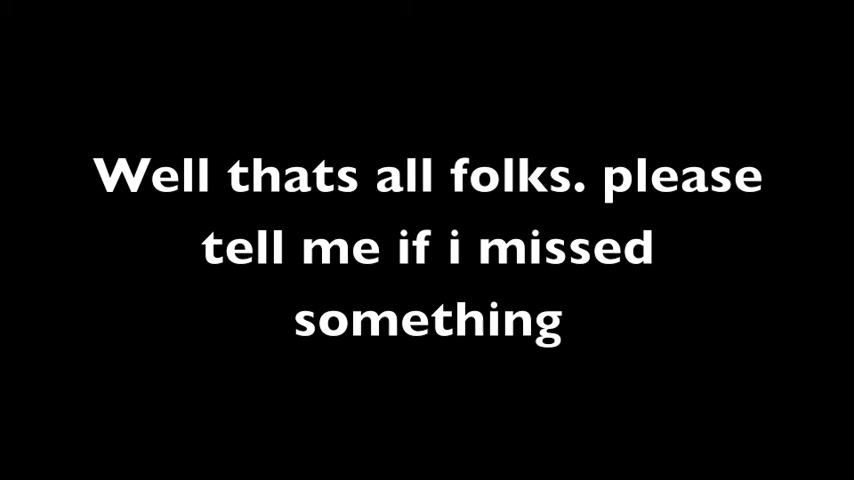 Well thats all folks. please
tell me if i missed
something